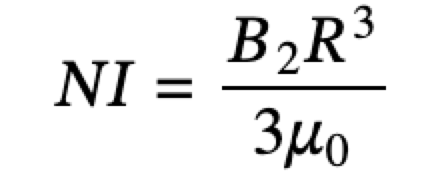 NI = B₂R³ / 3μ₀